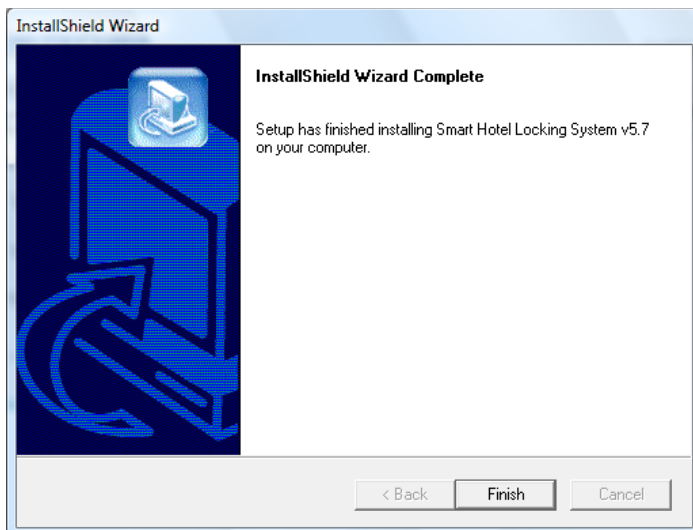 InstallShield Wizard
InstallShield Wizard Complete
Setup has finished installing Smart Hotel Locking System v5.7
on your computer.
< Back
Finish
Cancel